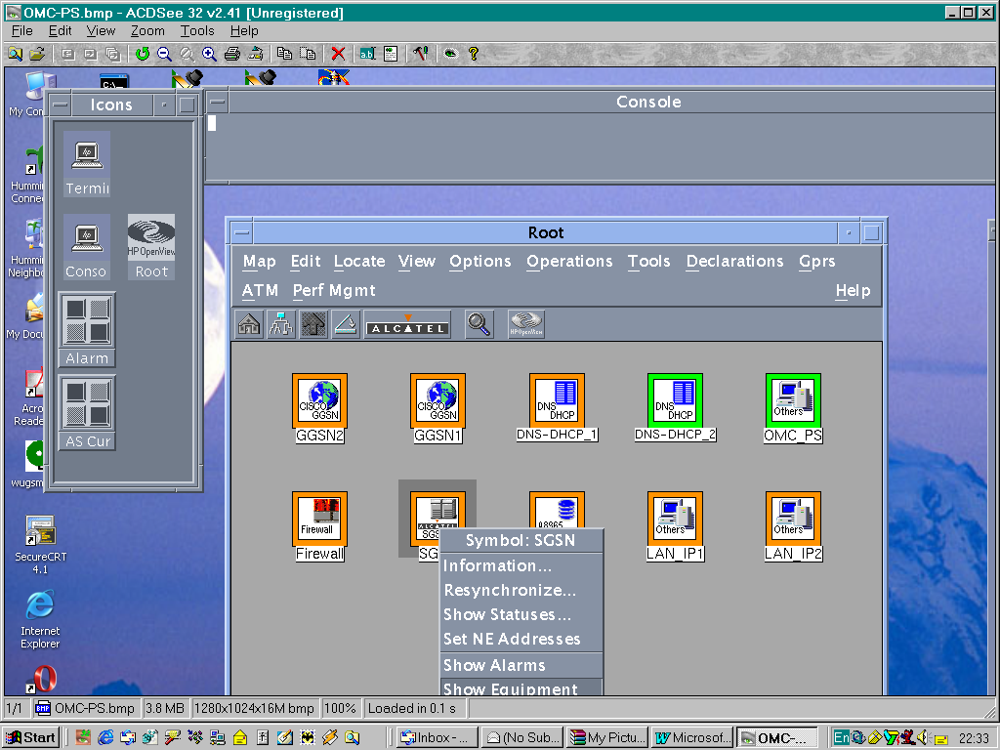 OMC-PS.bmp - ACDSee 32 v2.41 [Unregistered]
File Edit View Zoom Tools Help
My Con
C:\
Icons
Console
Termii
Hummin
Conne
Conso
HP OpenView
Root
Hummin
Neighbo
Alarm
My Docu
AS Cur
Acro
Reade
wugsm
SecureCRT
4.1
Internet
Explorer
Root
Map Edit Locate View Options Operations Tools Declarations Gprs
ATM Perf Mgmt Help
ALCATEL
HP OpenView
CISCO
GGSN
GGSN2
CISCO
GGSN
GGSN1
DNS
DHCP
DNS-DHCP_1
DNS
DHCP
DNS-DHCP_2
Others
OMC_PS
Firewall
Firewall
ALCATEL
SGS
SG
Others
LAN_IP1
Others
LAN_IP2
Symbol: SGSN
Information...
Resynchronize...
Show Statuses...
Set NE Addresses
Show Alarms
Show Equipment
1/1 BMP OMC-PS.bmp 3.8 MB 1280x1024x16M bmp 100% Loaded in 0.1 s
Start Inbox - ... (No Sub... My Pictu... Microsof... OMC-... En 22:33